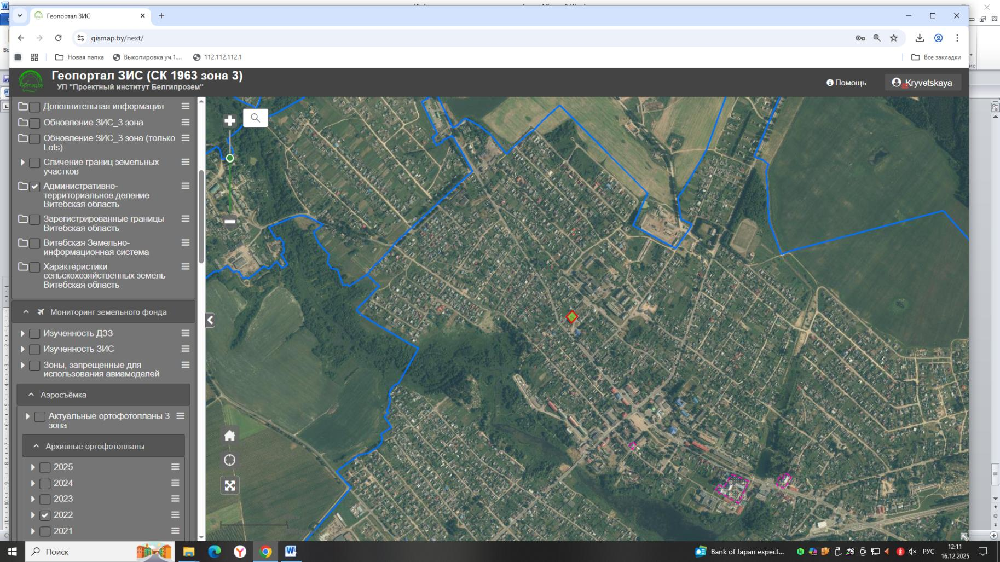 Геопортал ЗИС
gismap.by/next/
Новая папка
Выкопировка уч.1....
112.112.112.1
Все закладки
Геопортал ЗИС (СК 1963 зона 3)
УП "Проектный институт Белгипрозем"
Помощь
Kryvetskaya
Дополнительная информация
Обновление ЗИС_3 зона
Обновление ЗИС_3 зона (только
Lots)
Сличение границ земельных
участков
Административно-
территориальное деление
Витебская область
Зарегистрированные границы
Витебская область
Витебская Земельно-
информационная система
Характеристики
сельскохозяйственных земель
Витебская область
Мониторинг земельного фонда
Изученность ДЗЗ
Изученность ЗИС
Зоны, запрещенные для
использования авиамоделей
Аэросъёмка
Актуальные ортофотопланы 3
зона
Архивные ортофотопланы
2025
2024
2023
2022
2021
Поиск
Bank of Japan expect...
РУС
12:11
16.12.2025